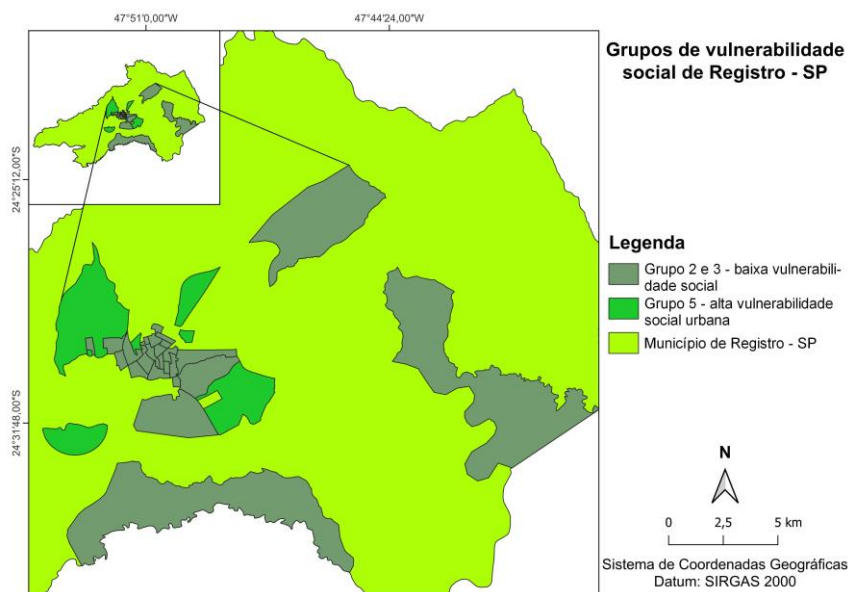 47°51'0,00"W
47°44'24,00"W
Grupos de vulnerabilidade
social de Registro - SP
24°25'12,00"S
24°31'48,00"S
Legenda
Grupo 2 e 3 - baixa vulnerabili-
dade social
Grupo 5 - alta vulnerabilidade
social urbana
Município de Registro - SP
N
0 2,5 5 km
Sistema de Coordenadas Geográficas
Datum: SIRGAS 2000